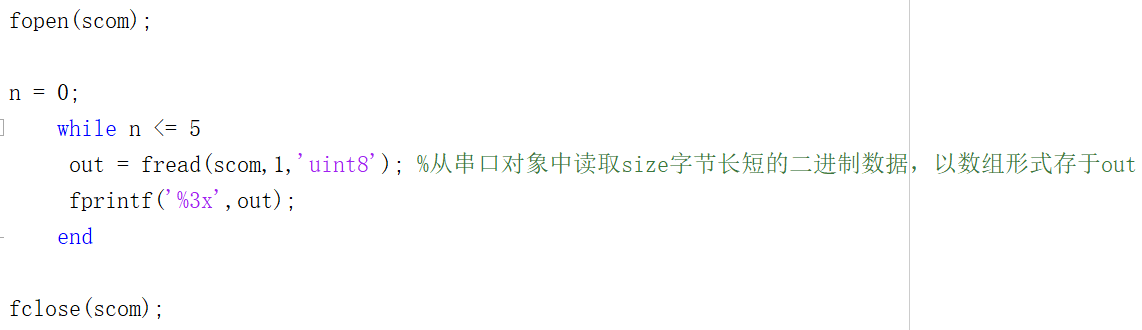 fopen(scom);
n = 0;
while n <= 5
out = fread(scom,1,'uint8'); %从串口对象中读取size字节长短的二进制数据，以数组形式存于out
fprintf('%3x',out);
end
fclose(scom);